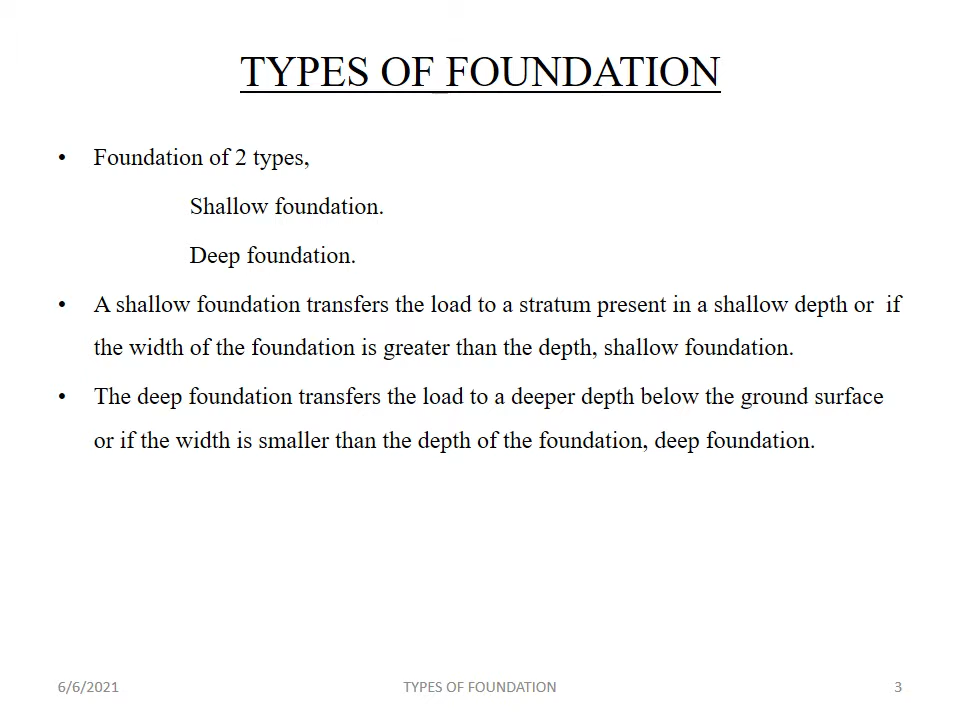 TYPES OF FOUNDATION
• Foundation of 2 types,
Shallow foundation.
Deep foundation.
• A shallow foundation transfers the load to a stratum present in a shallow depth or  if
the width of the foundation is greater than the depth, shallow foundation.
• The deep foundation transfers the load to a deeper depth below the ground surface
or if the width is smaller than the depth of the foundation, deep foundation.
6/6/2021 TYPES OF FOUNDATION 3